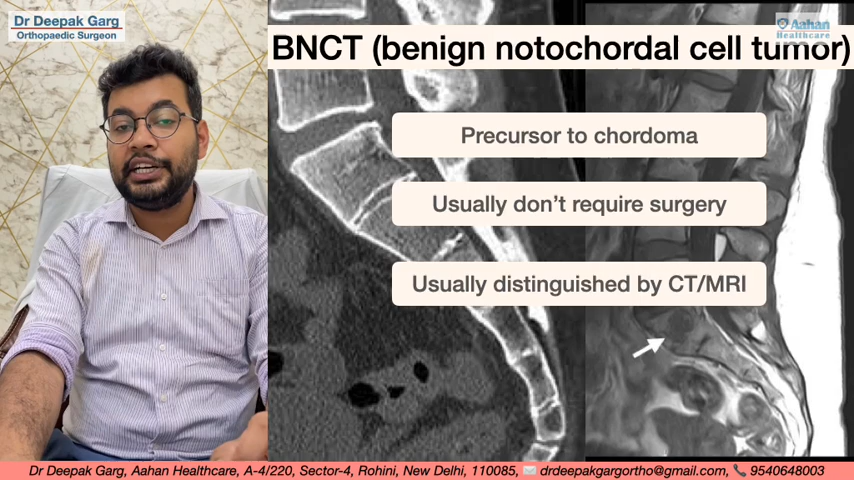 Dr Deepak Garg
Orthopaedic Surgeon
Aahan
Healthcare
BNCT (benign notochordal cell tumor)
Precursor to chordoma
Usually don't require surgery
Usually distinguished by CT/MRI
Dr Deepak Garg, Aahan Healthcare, A-4/220, Sector-4, Rohini, New Delhi, 110085, ✉️ drdeepakgargortho@gmail.com, 📞 9540648003